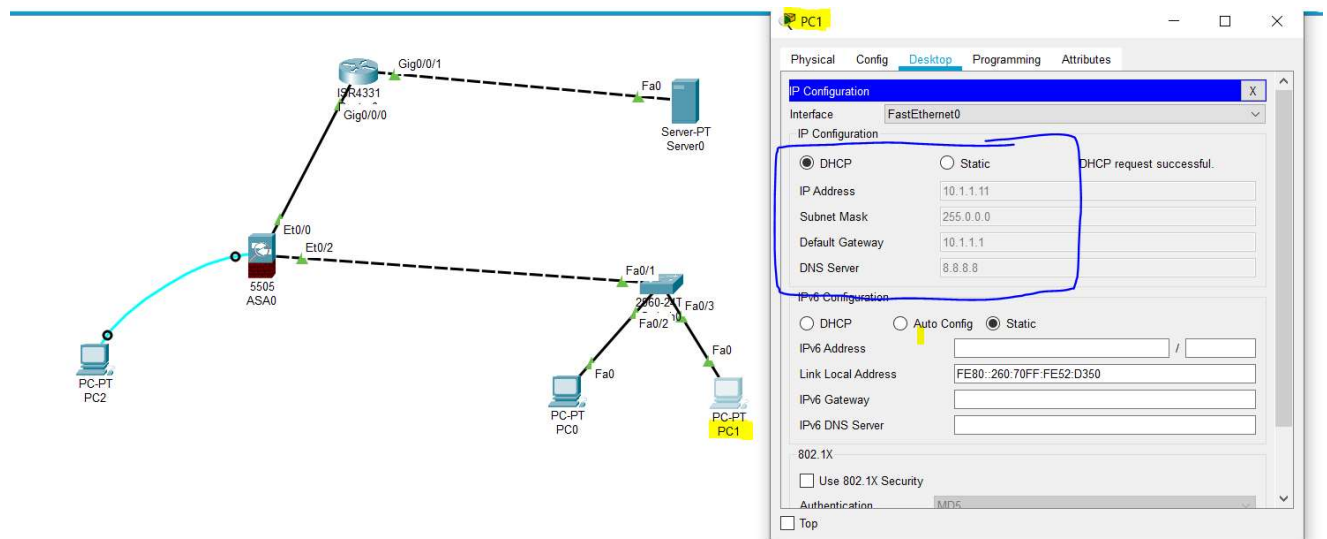 Gig0/0/1
ISR4331
Gig0/0/0
Fa0
Server-PT
Server0
Et0/0
Et0/2
5505
ASA0
Fa0/1
2960-24T
Fa0/3
Fa0/2
Fa0
Fa0
PC-PT
PC2
PC-PT
PC0
PC-PT
PC1
PC1
Physical Config Desktop Programming Attributes
IP Configuration X
Interface FastEthernet0
IP Configuration
DHCP Static DHCP request successful.
IP Address 10.1.1.11
Subnet Mask 255.0.0.0
Default Gateway 10.1.1.1
DNS Server 8.8.8.8
IPv6 Configuration
DHCP Auto Config Static
IPv6 Address /
Link Local Address FE80::260:70FF:FE52:D350
IPv6 Gateway
IPv6 DNS Server
802.1X
Use 802.1X Security
Authentication MD5
Top